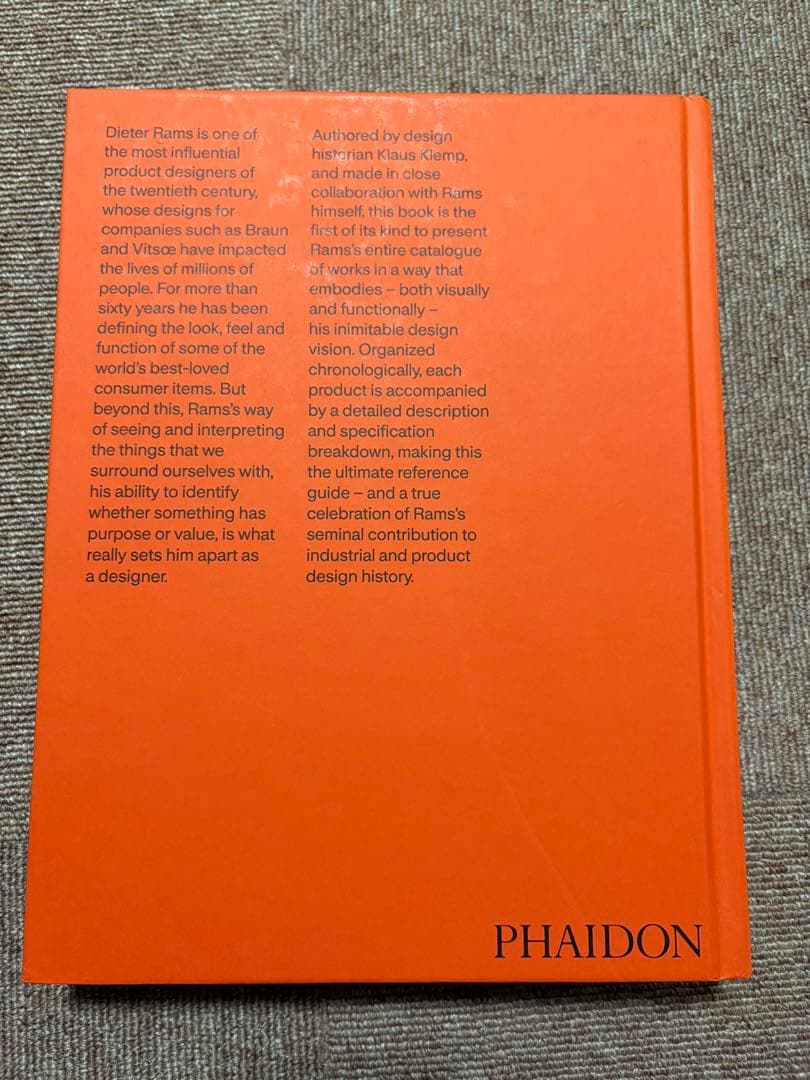 Dieter Rams is one of
the most influential
product designers of
the twentieth century,
whose designs for
companies such as Braun
and Vitsœ have impacted
the lives of millions of
people. For more than
sixty years he has been
defining the look, feel and
function of some of the
world's best-loved
consumer items. But
beyond this, Rams's way
of seeing and interpreting
the things that we
surround ourselves with,
his ability to identify
whether something has
purpose or value, is what
really sets him apart as
a designer.
Authored by design
historian Klaus Klemp,
and made in close
collaboration with Rams
himself, this book is the
first of its kind to present
Rams's entire catalogue
of works in a way that
embodies – both visually
and functionally –
his inimitable design
vision. Organized
chronologically, each
product is accompanied
by a detailed description
and specification
breakdown, making this
the ultimate reference
guide – and a true
celebration of Rams's
seminal contribution to
industrial and product
design history.
PHAIDON